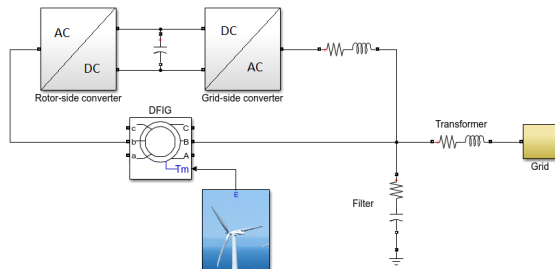 AC
DC
DC
AC
Rotor-side converter
Grid-side converter
DFIG
Transformer
c
C
b
B
a
A
Tm
Grid
E
Filter